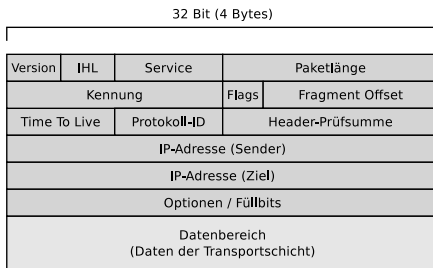 32 Bit (4 Bytes)
Version IHL Service Paketlänge
Kennung Flags Fragment Offset
Time To Live Protokoll-ID Header-Prüfsumme
IP-Adresse (Sender)
IP-Adresse (Ziel)
Optionen / Füllbits
Datenbereich
(Daten der Transportschicht)